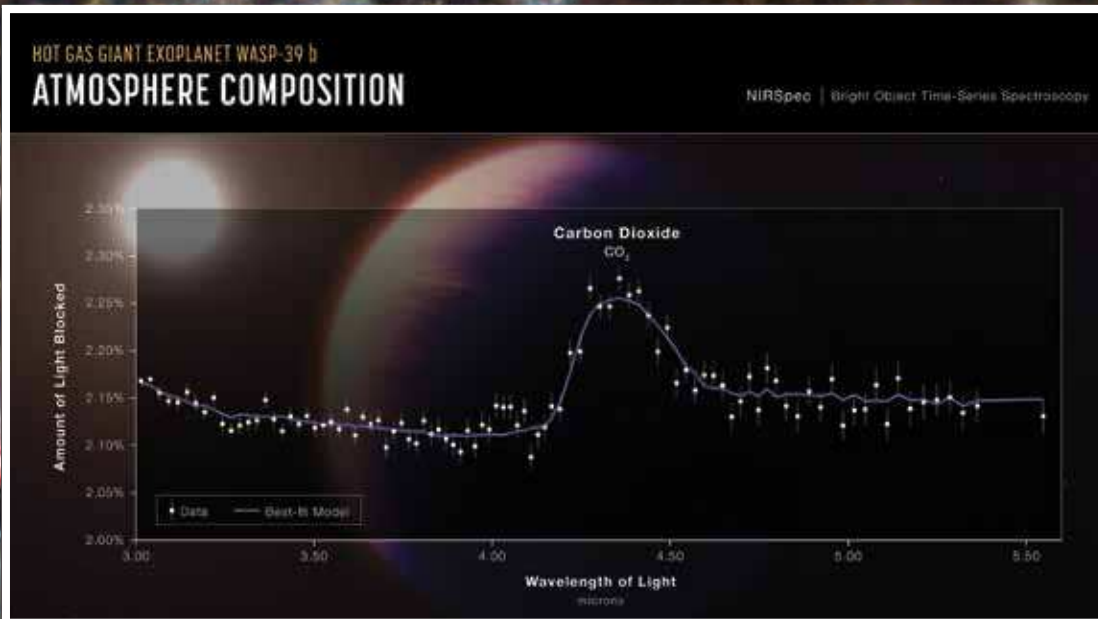 HOT GAS GIANT EXOPLANET WASP-39 b
ATMOSPHERE COMPOSITION
NIRSpec | Bright Object Time-Series Spectroscopy
2.35%
2.30%
2.25%
2.20%
2.15%
2.10%
2.05%
2.00%
Amount of Light Blocked
Carbon Dioxide
CO₂
Data
Best-fit Model
3.00
3.50
4.00
4.50
5.00
5.50
Wavelength of Light
microns